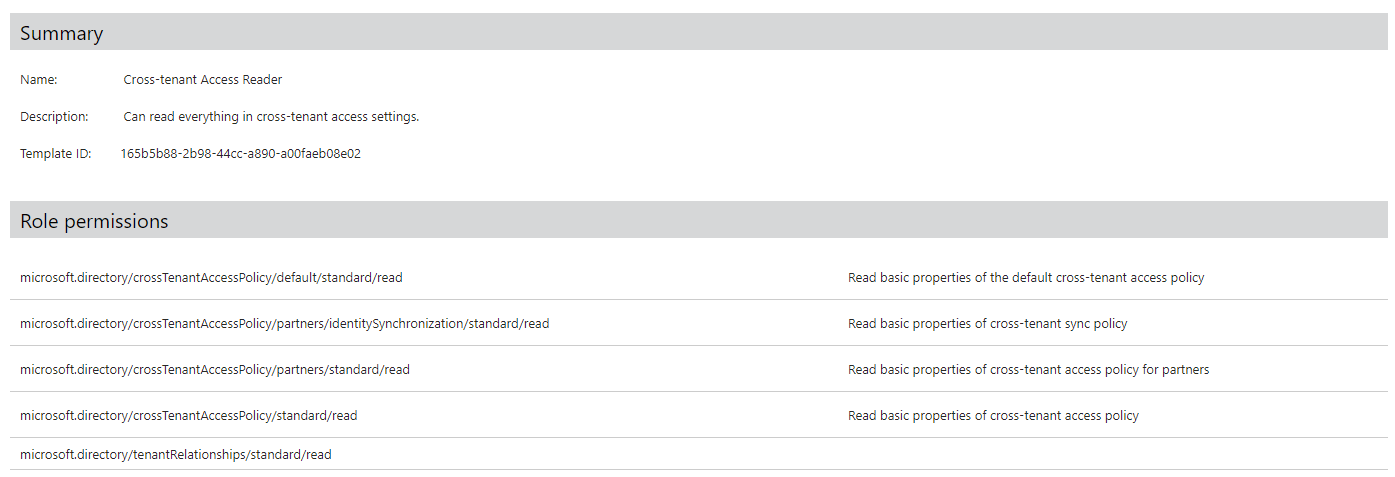 Summary
Name: Cross-tenant Access Reader
Description: Can read everything in cross-tenant access settings.
Template ID: 165b5b88-2b98-44cc-a890-a00faeb08e02
Role permissions
microsoft.directory/crossTenantAccessPolicy/default/standard/read Read basic properties of the default cross-tenant access policy
microsoft.directory/crossTenantAccessPolicy/partners/identitySynchronization/standard/read Read basic properties of cross-tenant sync policy
microsoft.directory/crossTenantAccessPolicy/partners/standard/read Read basic properties of cross-tenant access policy for partners
microsoft.directory/crossTenantAccessPolicy/standard/read Read basic properties of cross-tenant access policy
microsoft.directory/tenantRelationships/standard/read